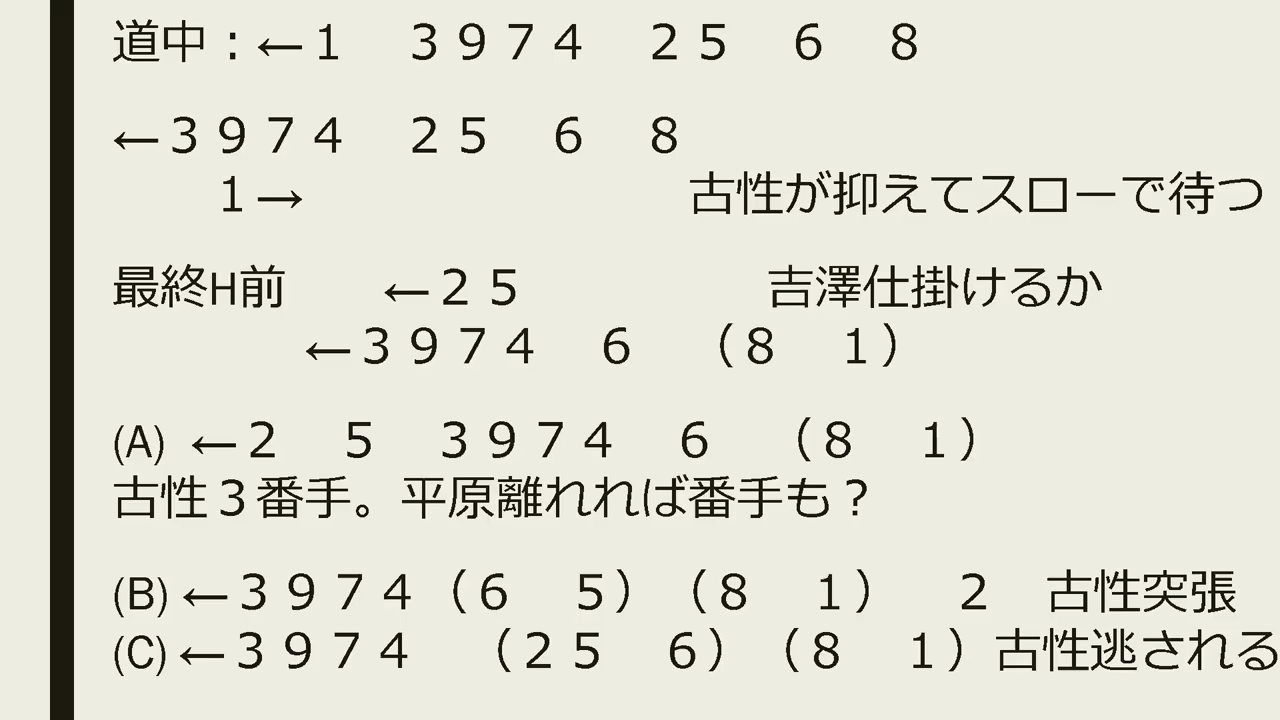 道中：←１　３９７４　２５　６　８
←３９７４　２５　６　８
１→　古性が抑えてスローで待つ
最終H前　←２５　吉澤仕掛けるか
←３９７４　６　（８　１）
(A) ←２　５　３９７４　６　（８　１）
古性３番手。平原離れれば番手も？
(B) ←３９７４（６　５）（８　１）　２　古性突張
(C) ←３９７４　（２５　６）（８　１）古性逃される